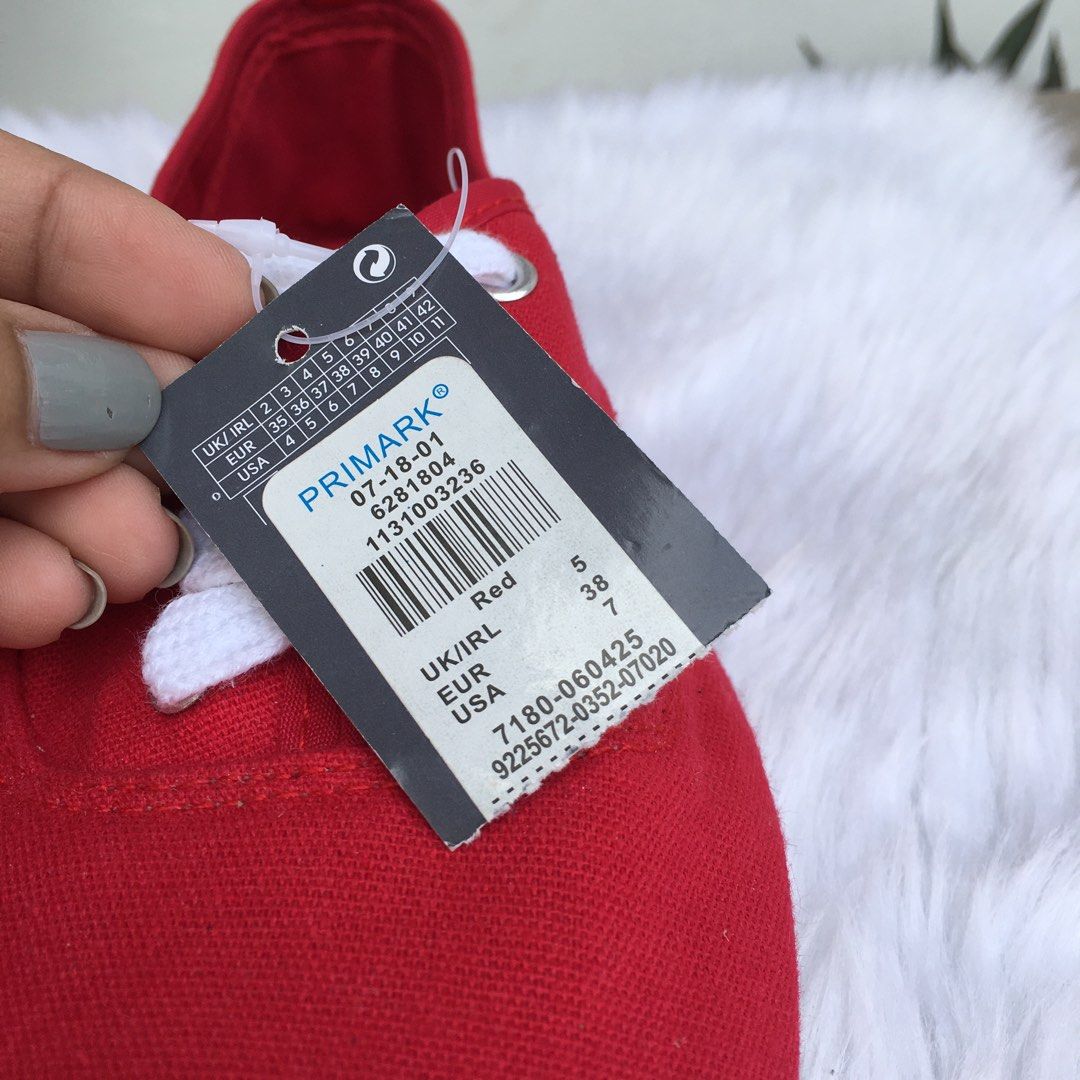 UK/ IRL 2 3 4 5 6 7 8 9
EUR 35 36 37 38 39 40 41 42
USA 4 5 6 7 8 9 10 11
PRIMARK®
07-18-01
6281804
1131003236
Red
UK/IRL 5
EUR 38
USA 7
7180-060425
9225672-0352-07020